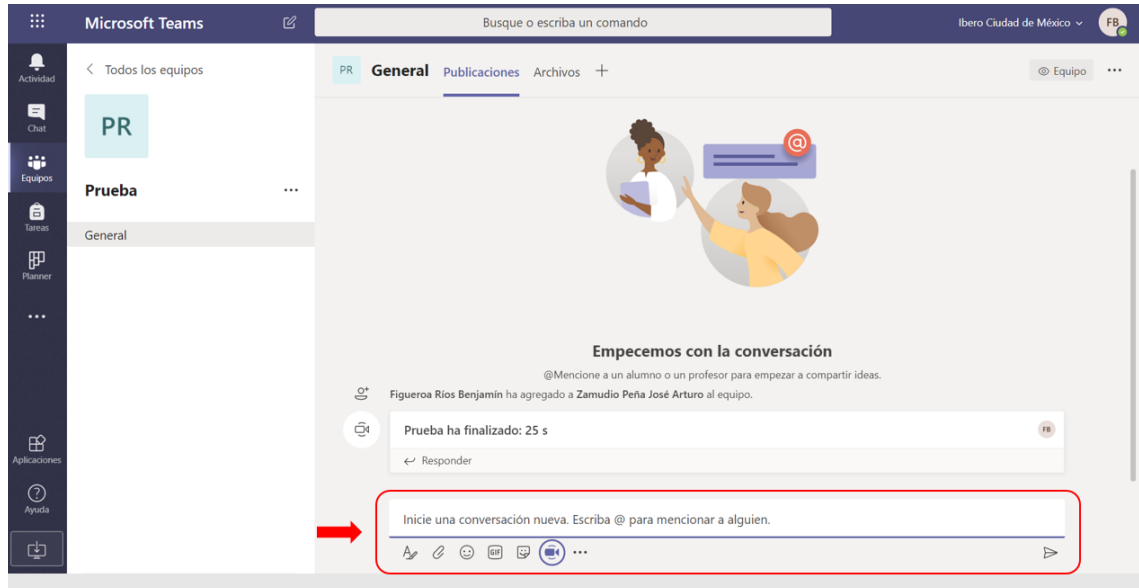 Microsoft Teams
Busque o escriba un comando
Ibero Ciudad de México
FB
Actividad
Chat
Equipos
Tareas
Planner
Aplicaciones
Ayuda
Todos los equipos
PR
Prueba
General
PR General Publicaciones Archivos
Equipo
@
Empecemos con la conversación
@Mencione a un alumno o un profesor para empezar a compartir ideas.
Figueroa Ríos Benjamín ha agregado a Zamudio Peña José Arturo al equipo.
Prueba ha finalizado: 25 s
FB
Responder
Inicie una conversación nueva. Escriba @ para mencionar a alguien.
GIF